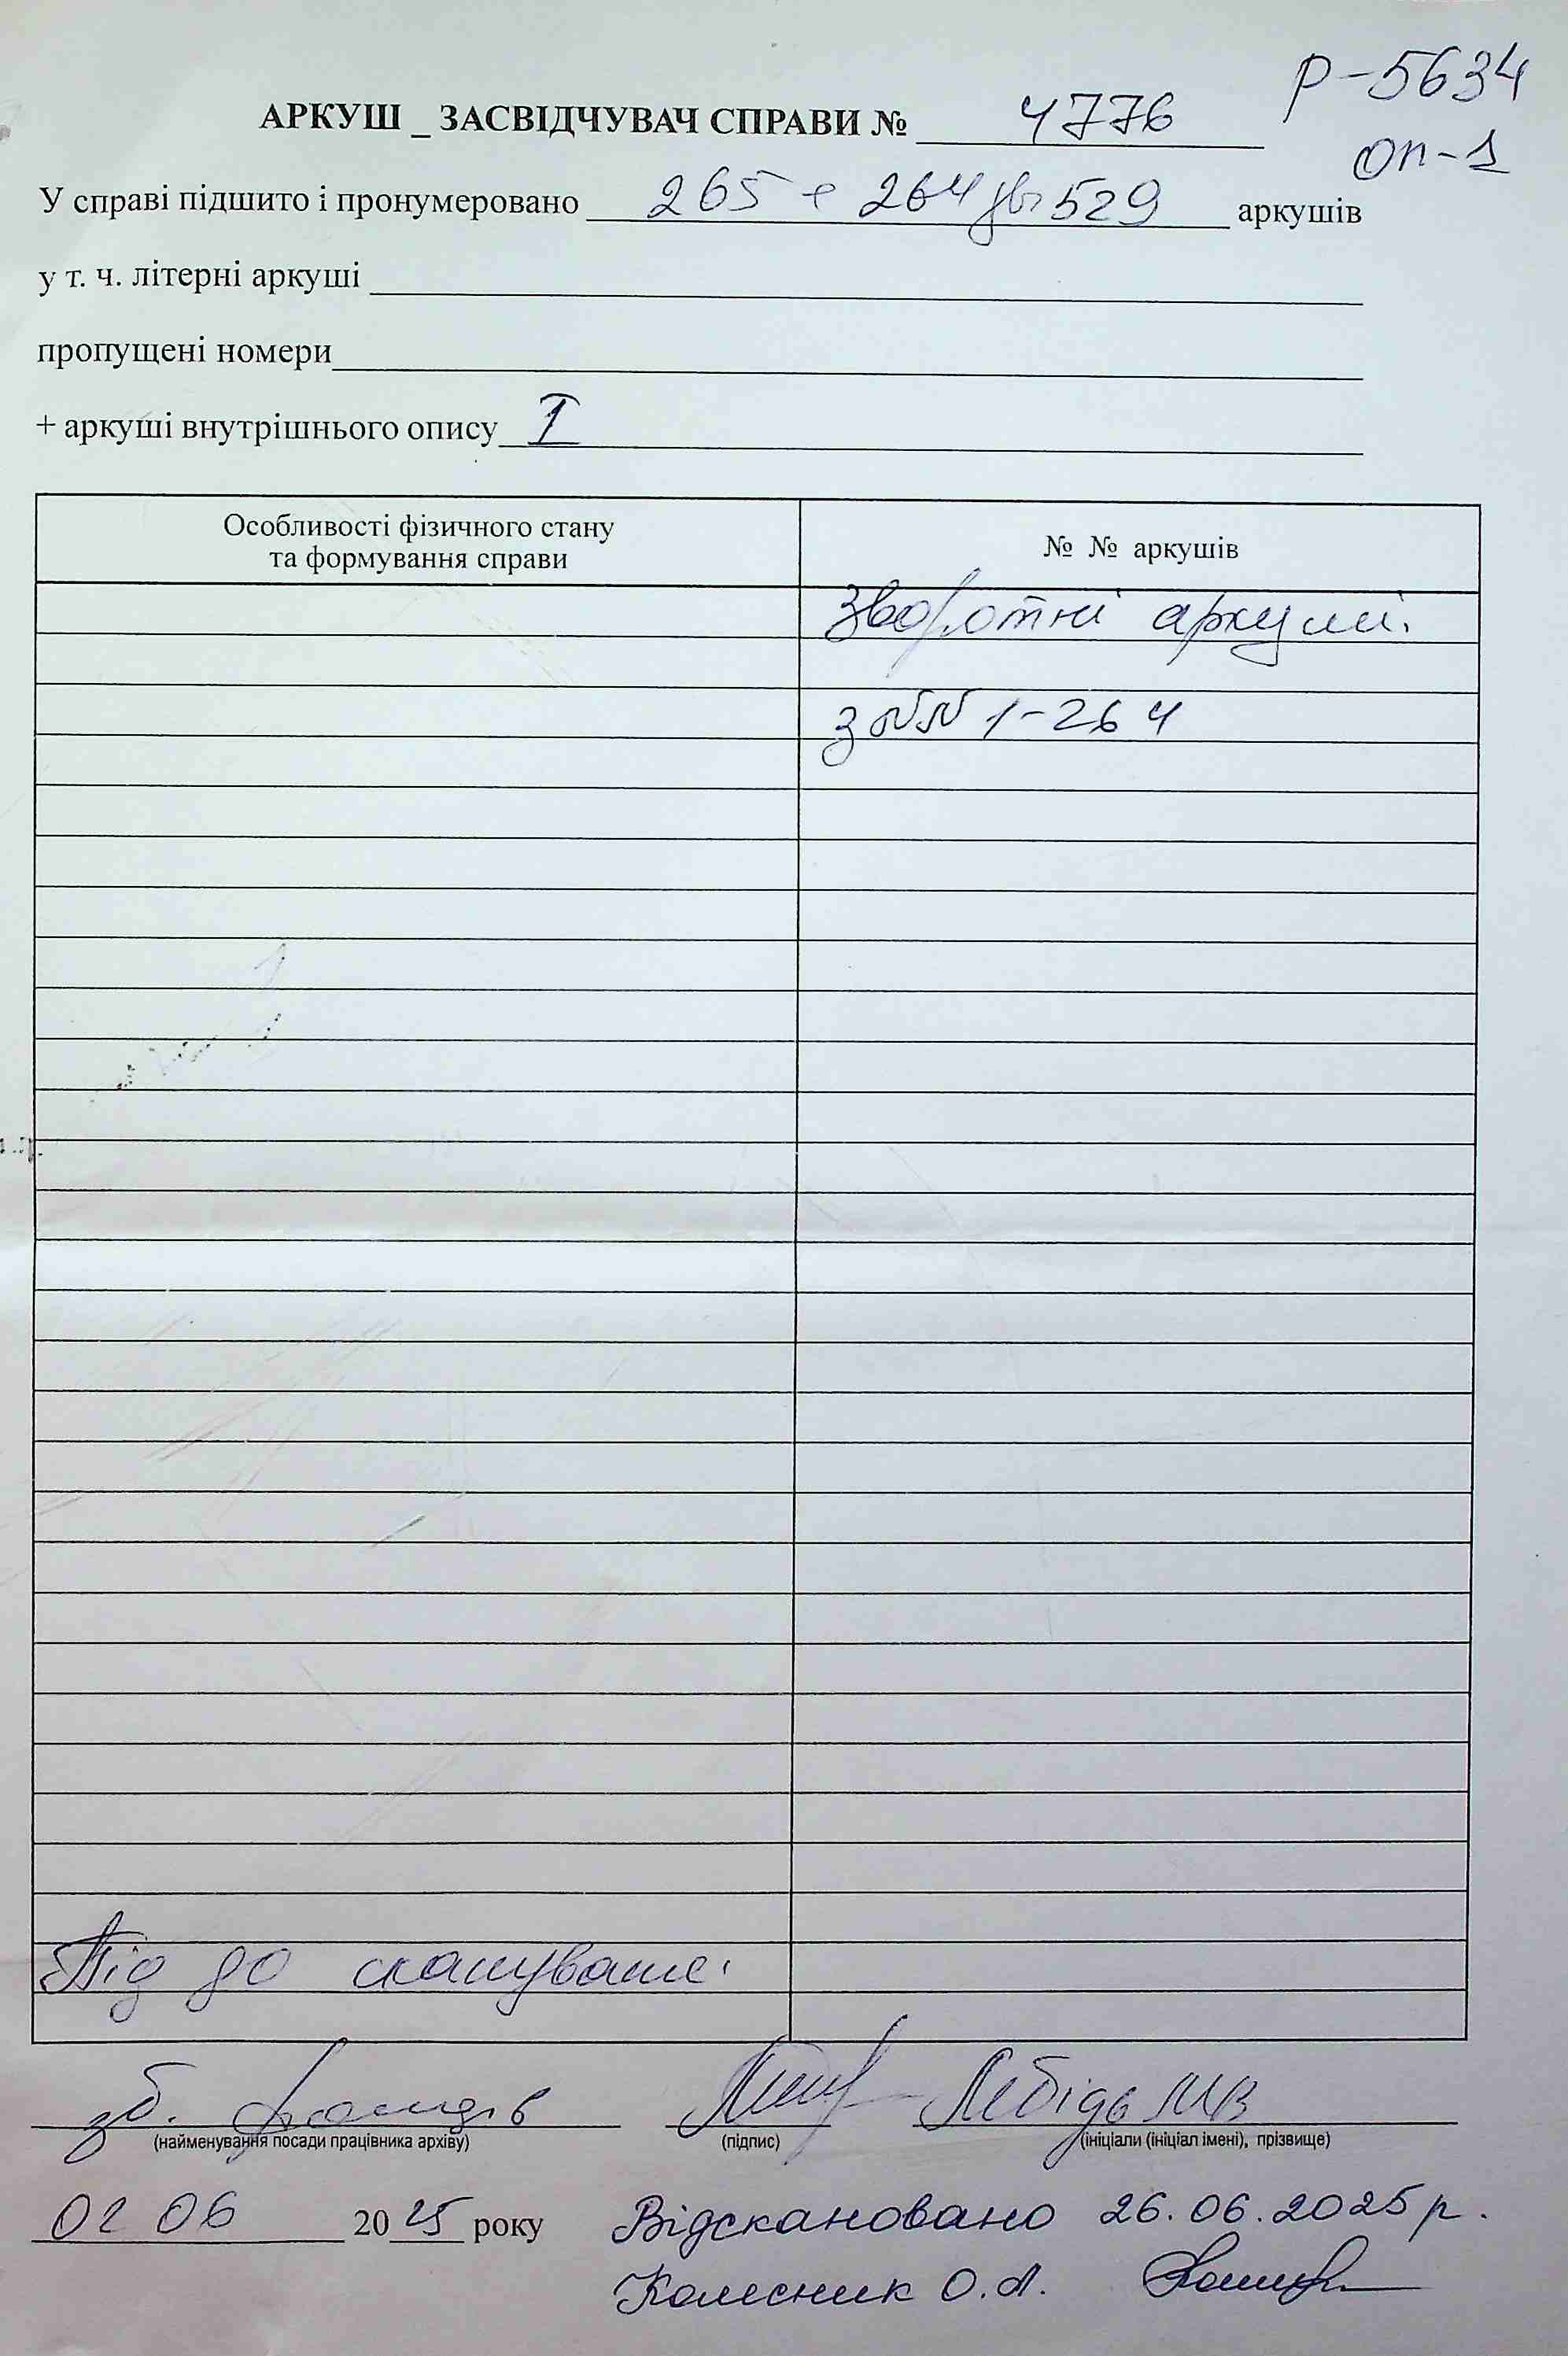 Р-5634
оп-1
АРКУШ _ ЗАСВІДЧУВАЧ СПРАВИ № 4776
У справі підшито і пронумеровано 265 + 264 зв 529 аркушів
у т. ч. літерні аркуші
пропущені номери
+ аркуші внутрішнього опису I
Особливості фізичного стану
та формування справи
№ № аркушів
Зворотні аркуші.
з №№ 1-264
Під до сканування.
зб. фондів Лебідь МВ
(найменування посади працівника архіву) (підпис) (ініціали (ініціал імені), прізвище)
02 06 2025 року
Відскановано 26.06.2025 р.
Колесник О.А.